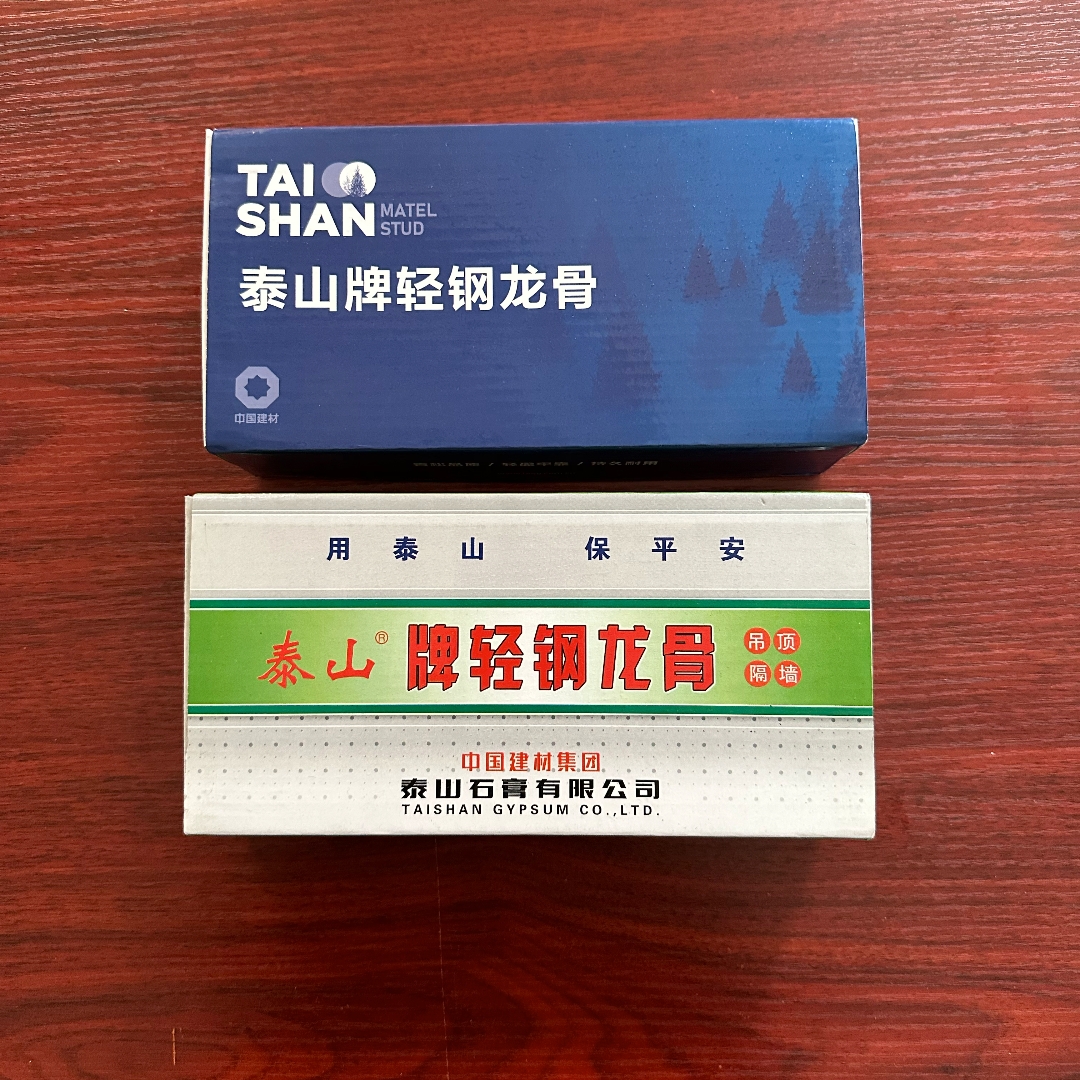 TAI
SHAN
MATEL
STUD
泰山牌轻钢龙骨
中国建材
用泰山 保平安
泰山® 牌轻钢龙骨
吊顶
隔墙
中国建材集团
泰山石膏有限公司
TAISHAN GYPSUM CO.,LTD.